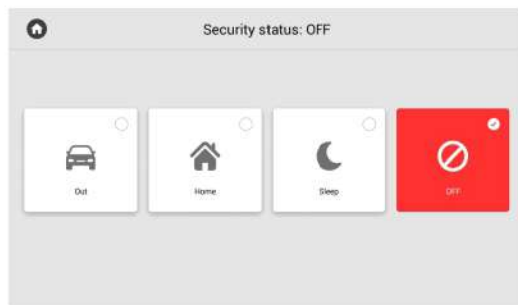 Security status: OFF
Out
Home
Sleep
OFF